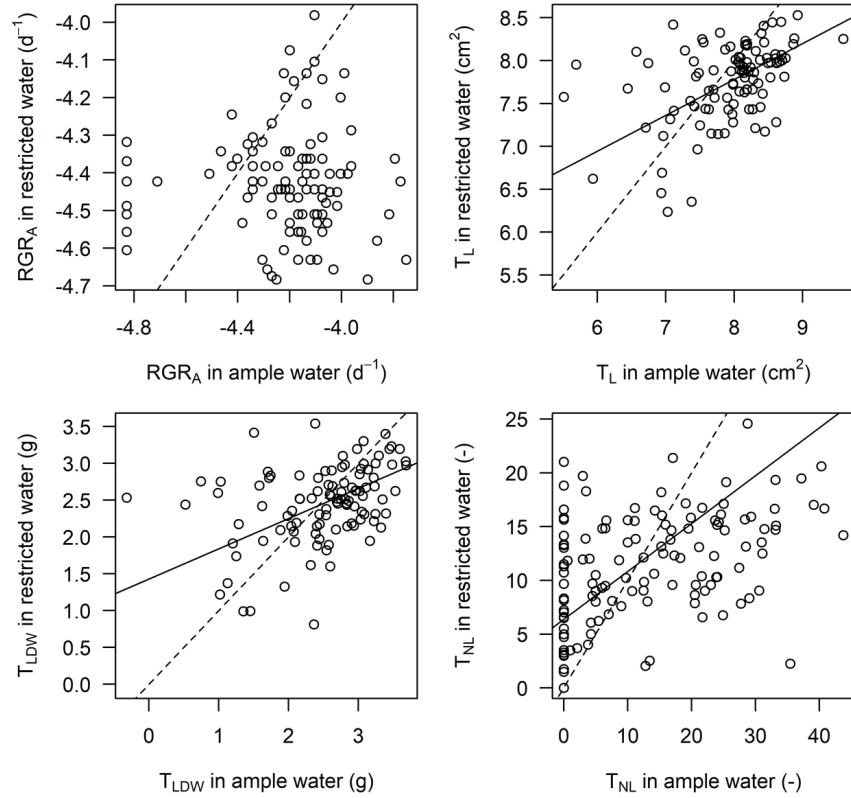 -4.0
-4.1
-4.2
-4.3
-4.4
-4.5
-4.6
-4.7
RGR_A in restricted water (d⁻¹)
-4.8 -4.4 -4.0
RGR_A in ample water (d⁻¹)
8.5
8.0
7.5
7.0
6.5
6.0
5.5
T_L in restricted water (cm²)
6 7 8 9
T_L in ample water (cm²)
3.5
3.0
2.5
2.0
1.5
1.0
0.5
0.0
T_LDW in restricted water (g)
0 1 2 3
T_LDW in ample water (g)
25
20
15
10
5
0
T_NL in restricted water (-)
0 10 20 30 40
T_NL in ample water (-)